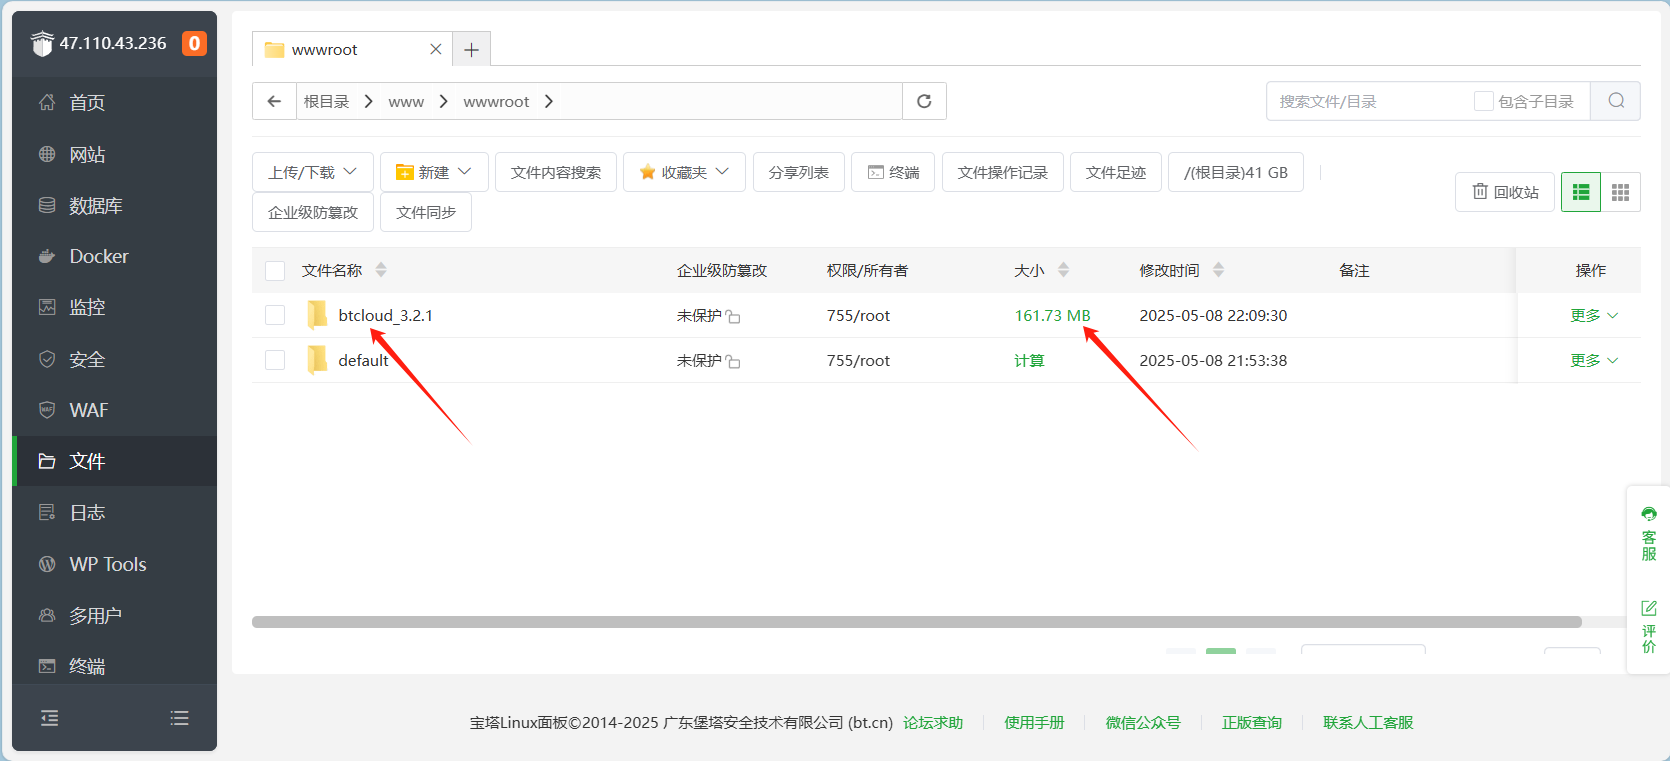 47.110.43.236 0
首页
网站
数据库
Docker
监控
安全
WAF
文件
日志
WP Tools
多用户
终端
wwwroot
根目录 www wwwroot
搜索文件/目录 包含子目录
上传/下载 新建 文件内容搜索 收藏夹 分享列表 终端 文件操作记录 文件足迹 /(根目录)41 GB
企业级防篡改 文件同步
回收站
文件名称 企业级防篡改 权限/所有者 大小 修改时间 备注 操作
btcloud_3.2.1 未保护 755/root 161.73 MB 2025-05-08 22:09:30 更多
default 未保护 755/root 计算 2025-05-08 21:53:38 更多
客服
评价
宝塔Linux面板©2014-2025 广东堡塔安全技术有限公司 (bt.cn) 论坛求助 使用手册 微信公众号 正版查询 联系人工客服